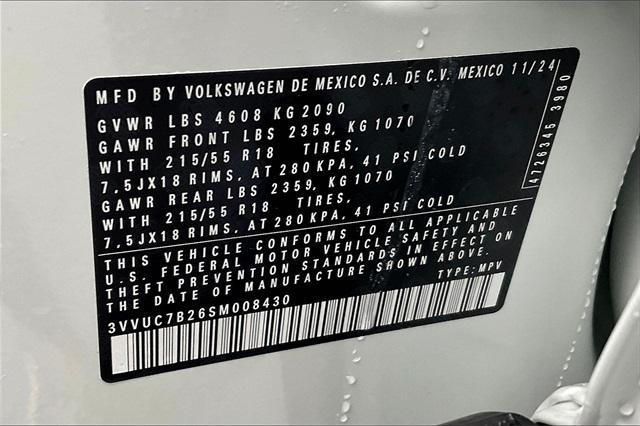 MFD BY VOLKSWAGEN DE MEXICO S.A. DE C.V. MEXICO 11/24
GVWR LBS 4608 KG 2090
GAWR FRONT LBS 2359, KG 1070
WITH 215/55 R18 TIRES,
7,5JX18 RIMS, AT 280 KPA, 41 PSI COLD
GAWR REAR LBS 2359, KG 1070
WITH 215/55 R18 TIRES,
7,5JX18 RIMS, AT 280 KPA, 41 PSI COLD
4726345 3980
THIS VEHICLE CONFORMS TO ALL APPLICABLE
U.S. FEDERAL MOTOR VEHICLE SAFETY AND
THEFT PREVENTION STANDARDS IN EFFECT ON
THE DATE OF MANUFACTURE SHOWN ABOVE.
3VVUC7B26SM008430 TYPE: MPV